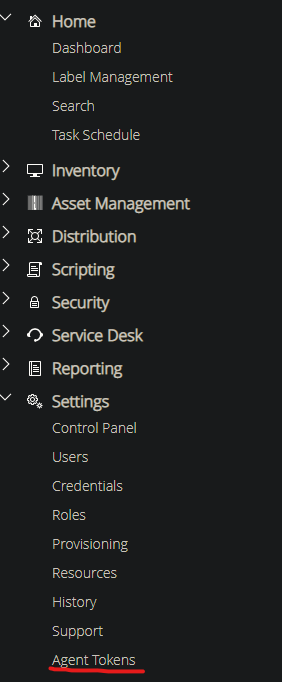 Home
Dashboard
Label Management
Search
Task Schedule
Inventory
Asset Management
Distribution
Scripting
Security
Service Desk
Reporting
Settings
Control Panel
Users
Credentials
Roles
Provisioning
Resources
History
Support
Agent Tokens